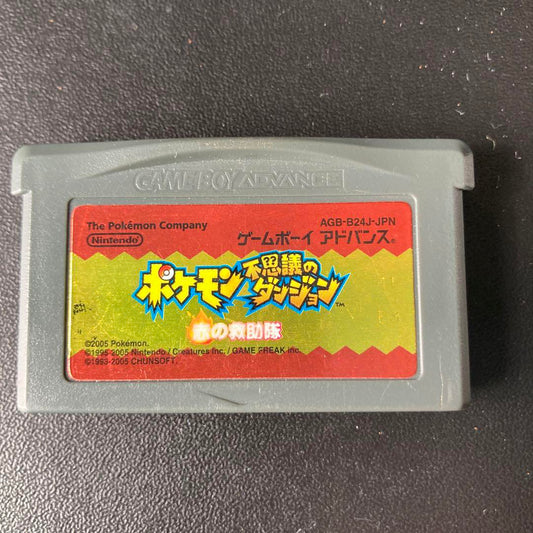 GAME BOY ADVANCE
The Pokémon Company
Nintendo
AGB-B24J-JPN
ゲームボーイ アドバンス®
ポケモン不思議の
ダンジョン™
赤の救助隊
©2005 Pokémon.
©1995-2005 Nintendo / Creatures Inc. / GAME FREAK inc.
©1993-2005 CHUNSOFT.